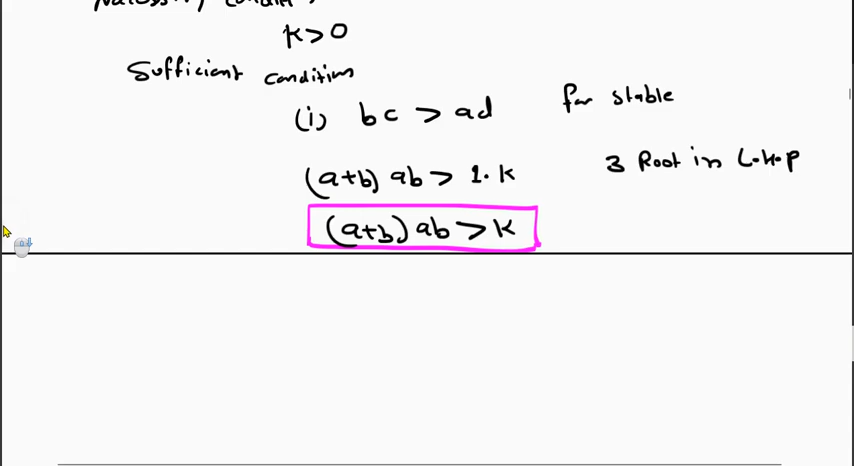 K>0
Sufficient condition
(i) bc > ad for stable
(a+b) ab > 1. K 3 Root in L.H.P
(a+b) ab > K